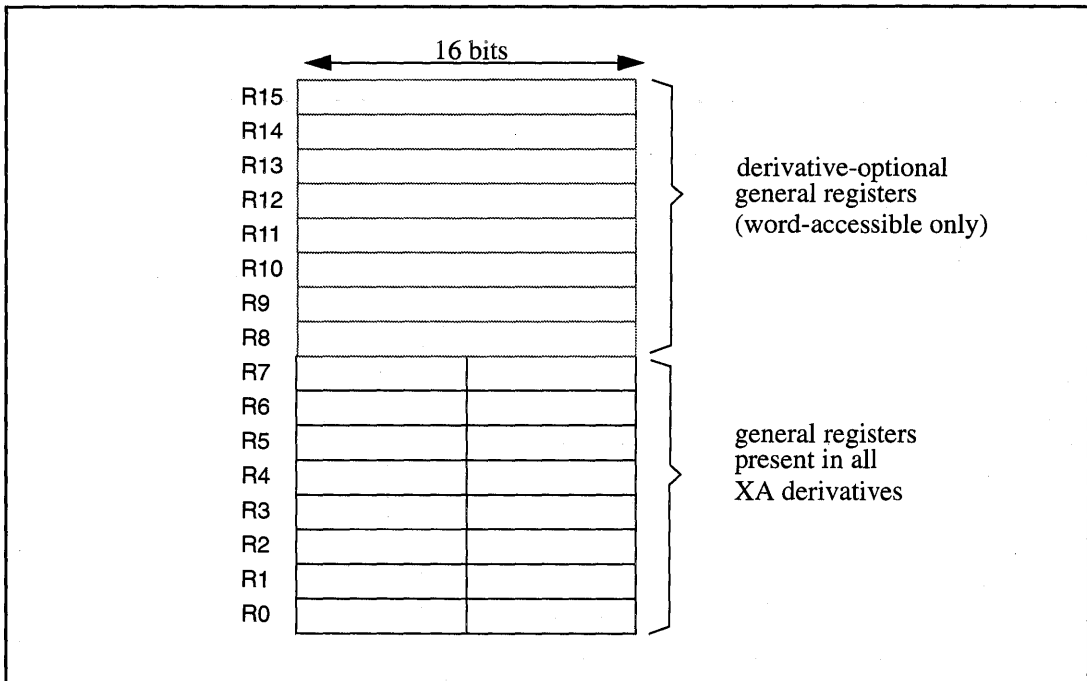 16 bits
R15
R14
R13
R12
R11
R10
R9
R8
R7
R6
R5
R4
R3
R2
R1
R0
derivative-optional
general registers
(word-accessible only)
general registers
present in all
XA derivatives